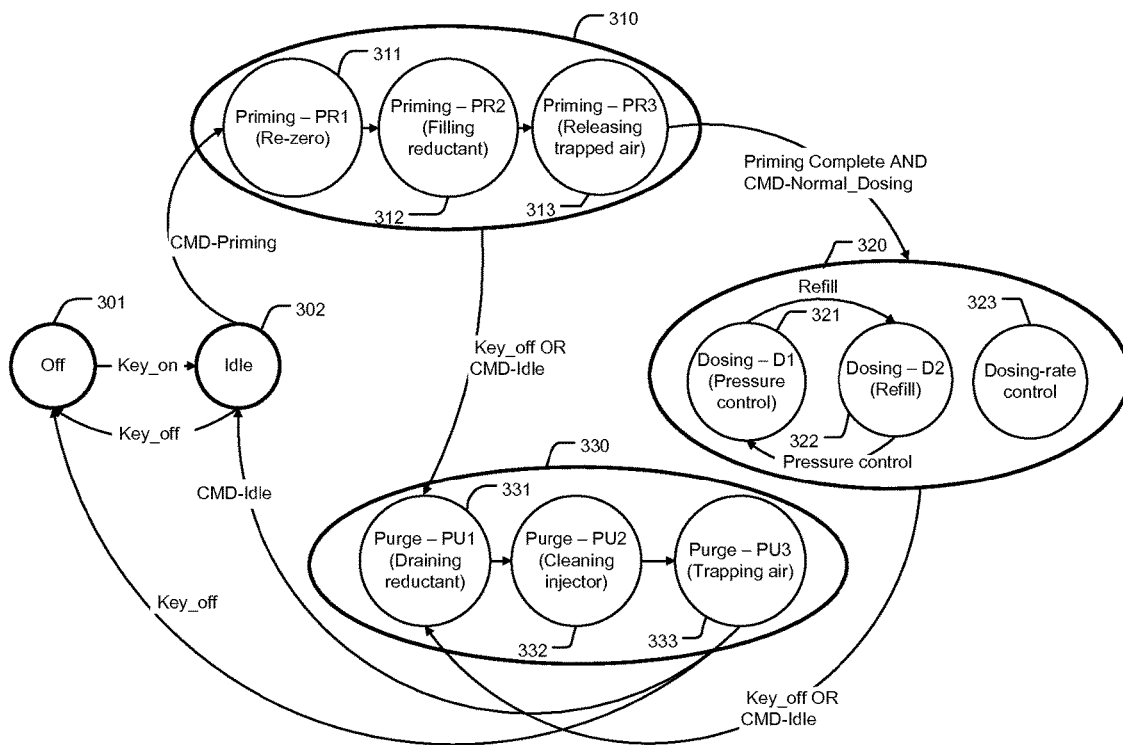 310
311
Priming – PR1
(Re-zero)
Priming – PR2
(Filling
reductant)
Priming – PR3
(Releasing
trapped air)
312
313
Priming Complete AND
CMD-Normal_Dosing
CMD-Priming
320
301
302
Refill
321
323
Off
Key_on
Idle
Key_off OR
CMD-Idle
Dosing – D1
(Pressure
control)
Dosing – D2
(Refill)
Dosing-rate
control
Key_off
322
Pressure control
330
CMD-Idle
331
Purge – PU1
(Draining
reductant)
Purge – PU2
(Cleaning
injector)
Purge – PU3
(Trapping air)
Key_off
332
333
Key_off OR
CMD-Idle